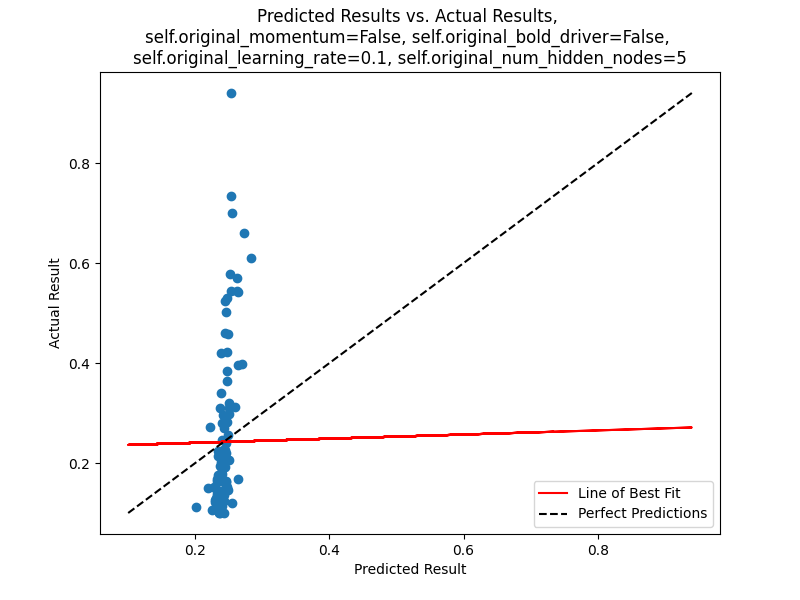 Predicted Results vs. Actual Results,
self.original_momentum=False, self.original_bold_driver=False,
self.original_learning_rate=0.1, self.original_num_hidden_nodes=5
0.8
0.6
0.4
0.2
Actual Result
Line of Best Fit
Perfect Predictions
0.2 0.4 0.6 0.8
Predicted Result